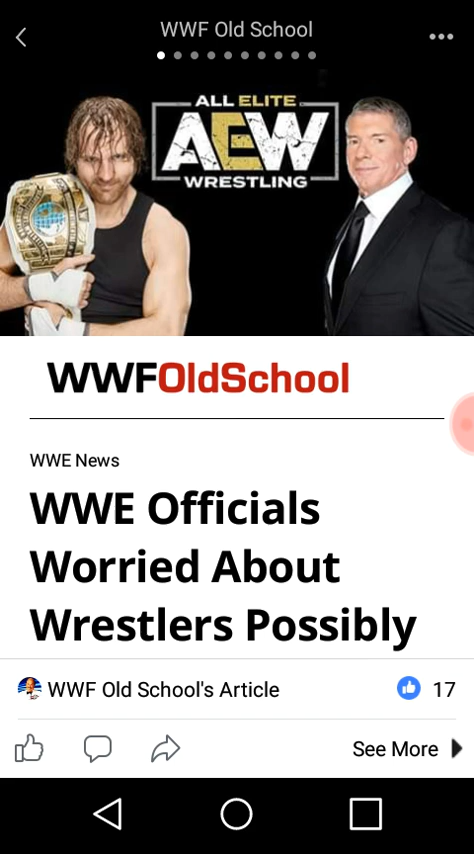 WWF Old School
ALL ELITE
AEW
WRESTLING
WWFOldSchool
WWE News
WWE Officials
Worried About
Wrestlers Possibly
WWF Old School's Article
17
See More